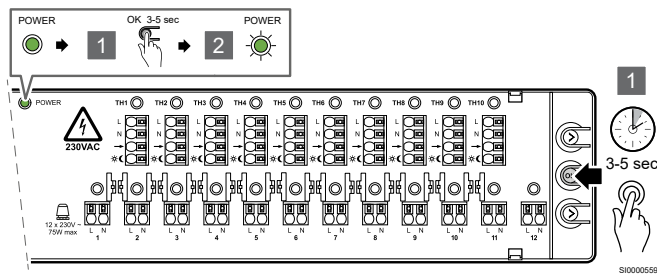 POWER OK 3-5 sec POWER
1 2
POWER TH1 TH2 TH3 TH4 TH5 TH6 TH7 TH8 TH9 TH10
1
230VAC
L
N
3-5 sec
OK
12 x 230V ~
75W max
L N L N L N L N L N L N L N L N L N L N L N L N
1 2 3 4 5 6 7 8 9 10 11 12
SI0000559